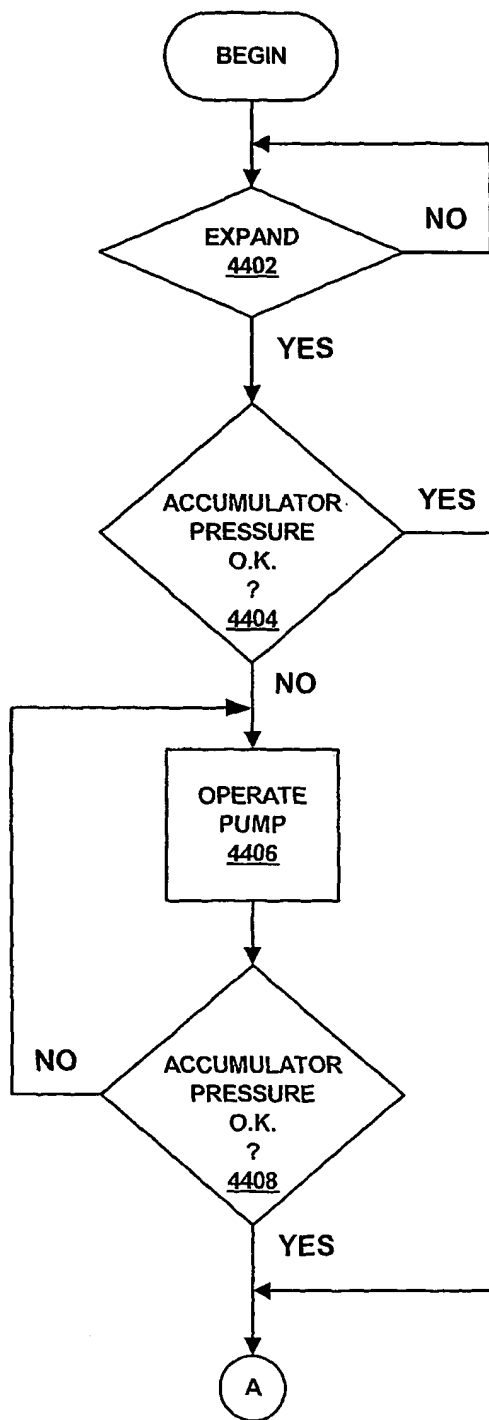 BEGIN
NO
EXPAND
4402
YES
ACCUMULATOR
PRESSURE
O.K.
?
4404
YES
NO
OPERATE
PUMP
4406
NO
ACCUMULATOR
PRESSURE
O.K.
?
4408
YES
A